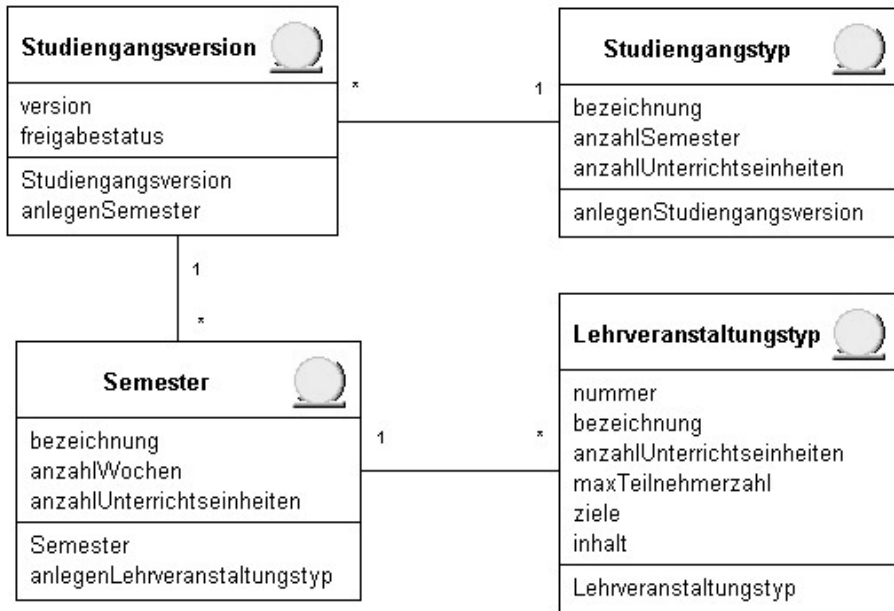 Studiengangsversion
version
freigabestatus
Studiengangsversion
anlegenSemester
*
1
Studiengangstyp
bezeichnung
anzahlSemester
anzahlUnterrichtseinheiten
anlegenStudiengangsversion
1
*
Semester
bezeichnung
anzahlWochen
anzahlUnterrichtseinheiten
Semester
anlegenLehrveranstaltungstyp
1
*
Lehrveranstaltungstyp
nummer
bezeichnung
anzahlUnterrichtseinheiten
maxTeilnehmerzahl
ziele
inhalt
Lehrveranstaltungstyp